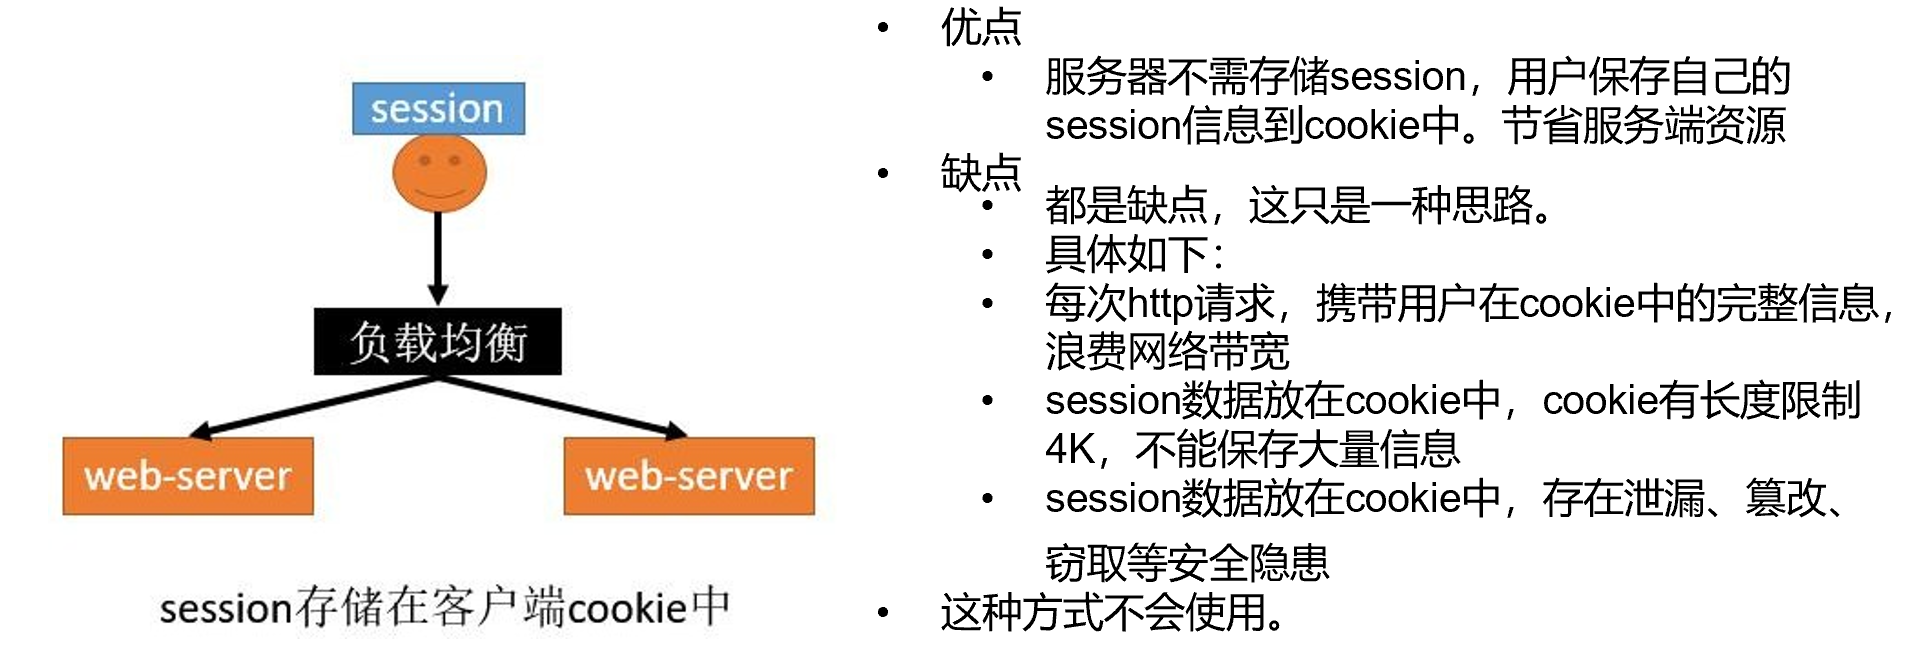 session
负载均衡
web-server
web-server
session存储在客户端cookie中
• 优点
• 服务器不需存储session，用户保存自己的
session信息到cookie中。节省服务端资源
• 缺点
• 都是缺点，这只是一种思路。
• 具体如下：
• 每次http请求，携带用户在cookie中的完整信息，
浪费网络带宽
• session数据放在cookie中，cookie有长度限制
4K，不能保存大量信息
• session数据放在cookie中，存在泄漏、篡改、
窃取等安全隐患
• 这种方式不会使用。